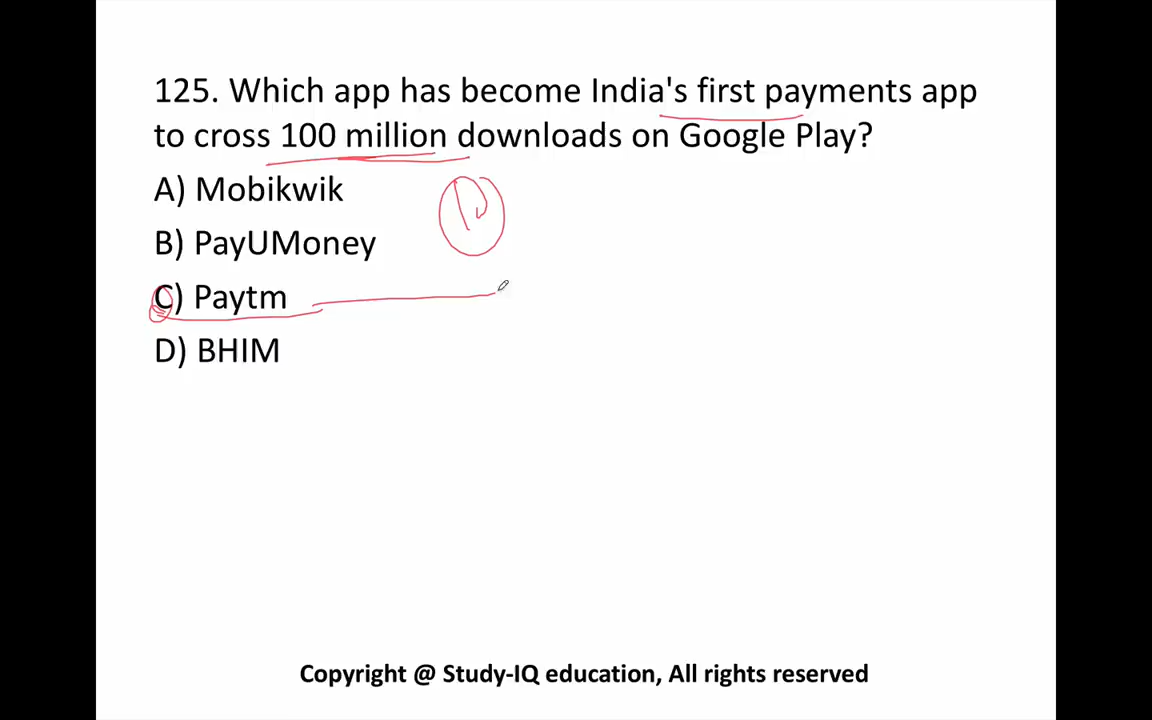 125. Which app has become India's first payments app
to cross 100 million downloads on Google Play?
A) Mobikwik
B) PayUMoney
C) Paytm
D) BHIM
Copyright @ Study-IQ education, All rights reserved